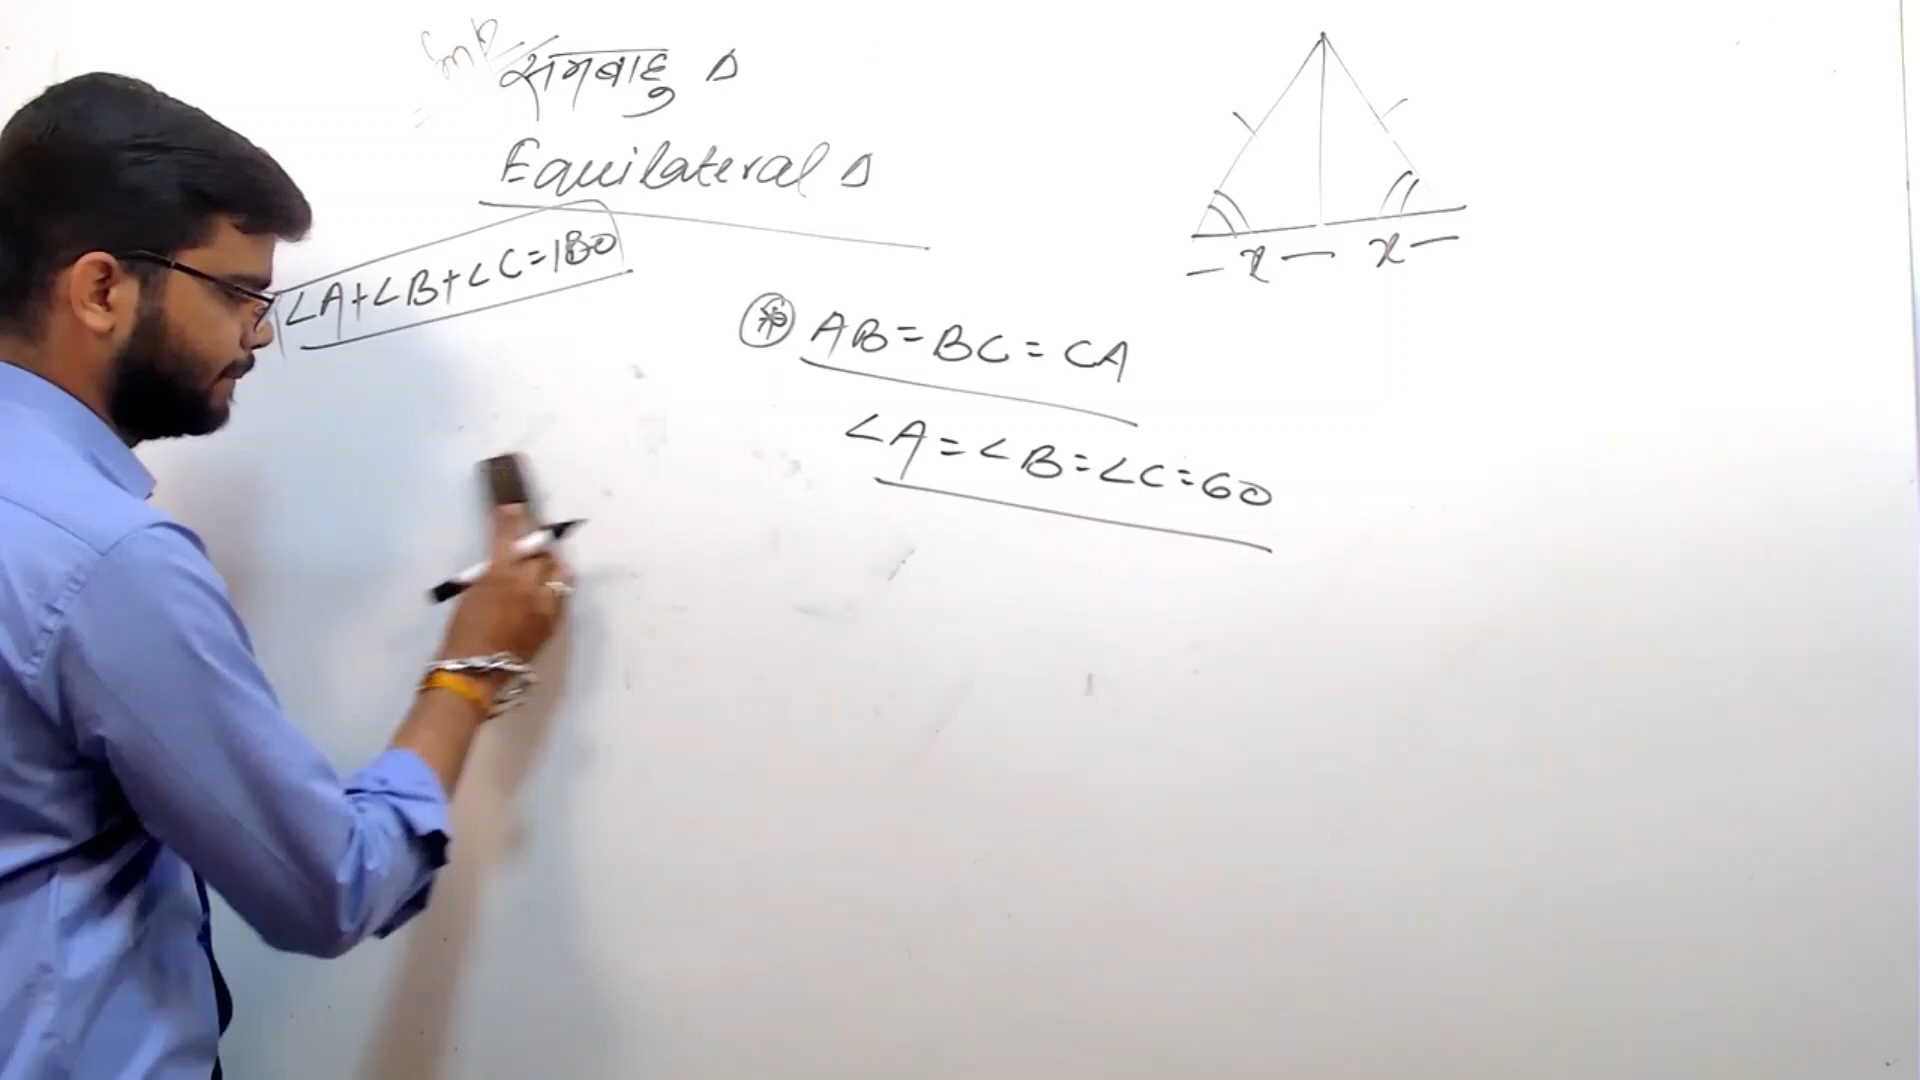 समबाहु Δ
Equilateral Δ
∠A+∠B+∠C=180
AB=BC=CA
∠A=∠B=∠C=60
x x